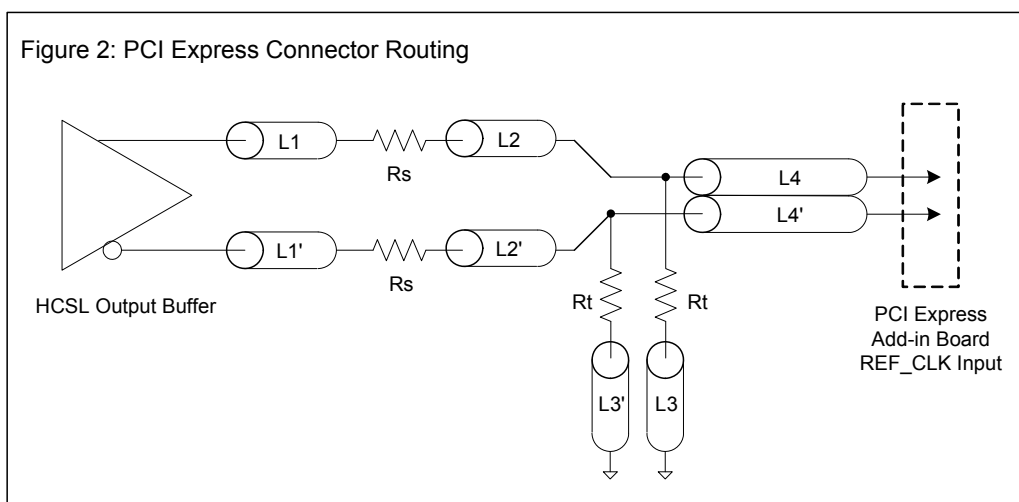 Figure 2: PCI Express Connector Routing
L1
Rs
L2
L4
L4'
L1'
Rs
L2'
HCSL Output Buffer
Rt
Rt
L3'
L3
PCI Express
Add-in Board
REF_CLK Input